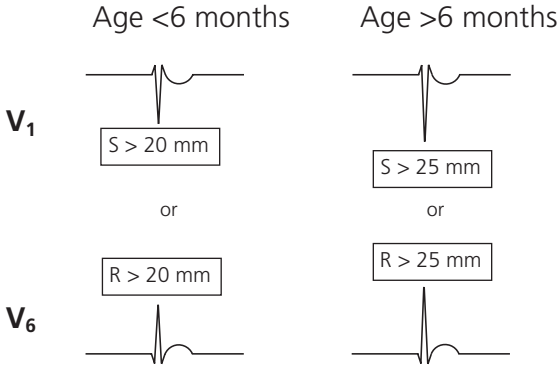 Age <6 months Age >6 months
V₁
S > 20 mm S > 25 mm
or or
R > 20 mm R > 25 mm
V₆